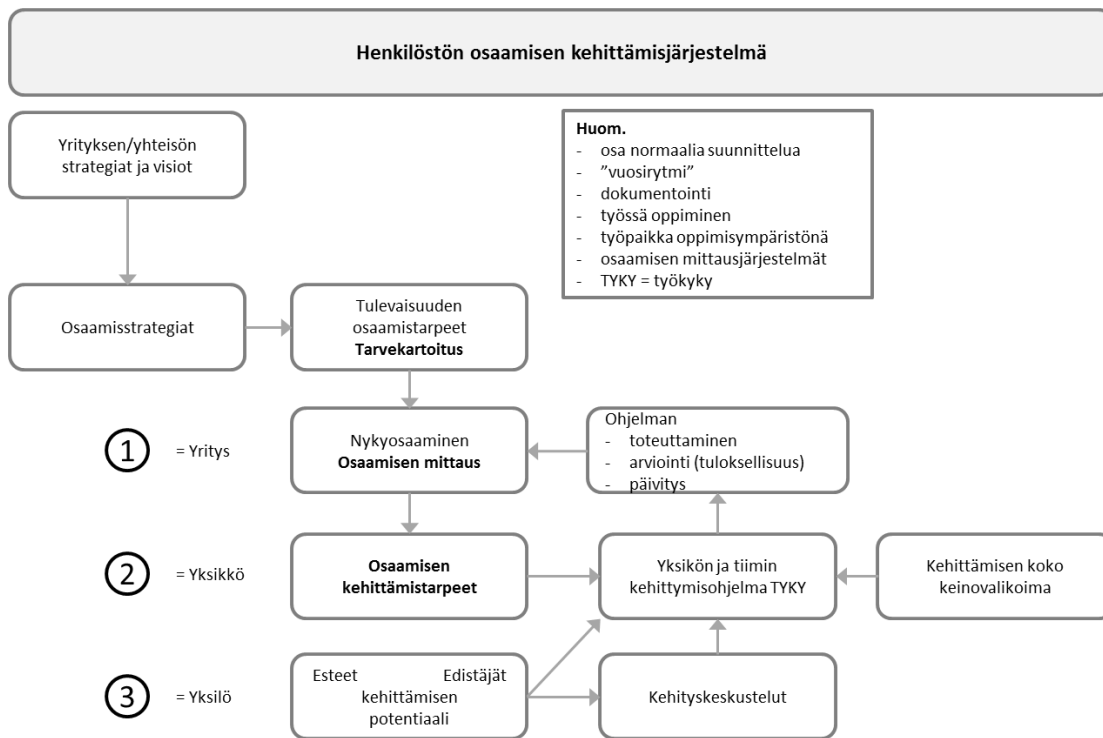 Henkilöstön osaamisen kehittämisjärjestelmä
Yrityksen/yhteisön
strategiat ja visiot
Huom.
- osa normaalia suunnittelua
- ”vuosirytmi”
- dokumentointi
- työssä oppiminen
- työpaikka oppimisympäristönä
- osaamisen mittausjärjestelmät
- TYKY = työkyky
Osaamisstrategiat
Tulevaisuuden
osaamistarpeet
Tarvekartoitus
1 = Yritys
Nykyosaaminen
Osaamisen mittaus
Ohjelman
- toteuttaminen
- arviointi (tuloksellisuus)
- päivitys
2 = Yksikkö
Osaamisen
kehittämistarpeet
Yksikön ja tiimin
kehittymisohjelma TYKY
Kehittämisen koko
keinovalikoima
3 = Yksilö
Esteet Edistäjät
kehittämisen
potentiaali
Kehityskeskustelut